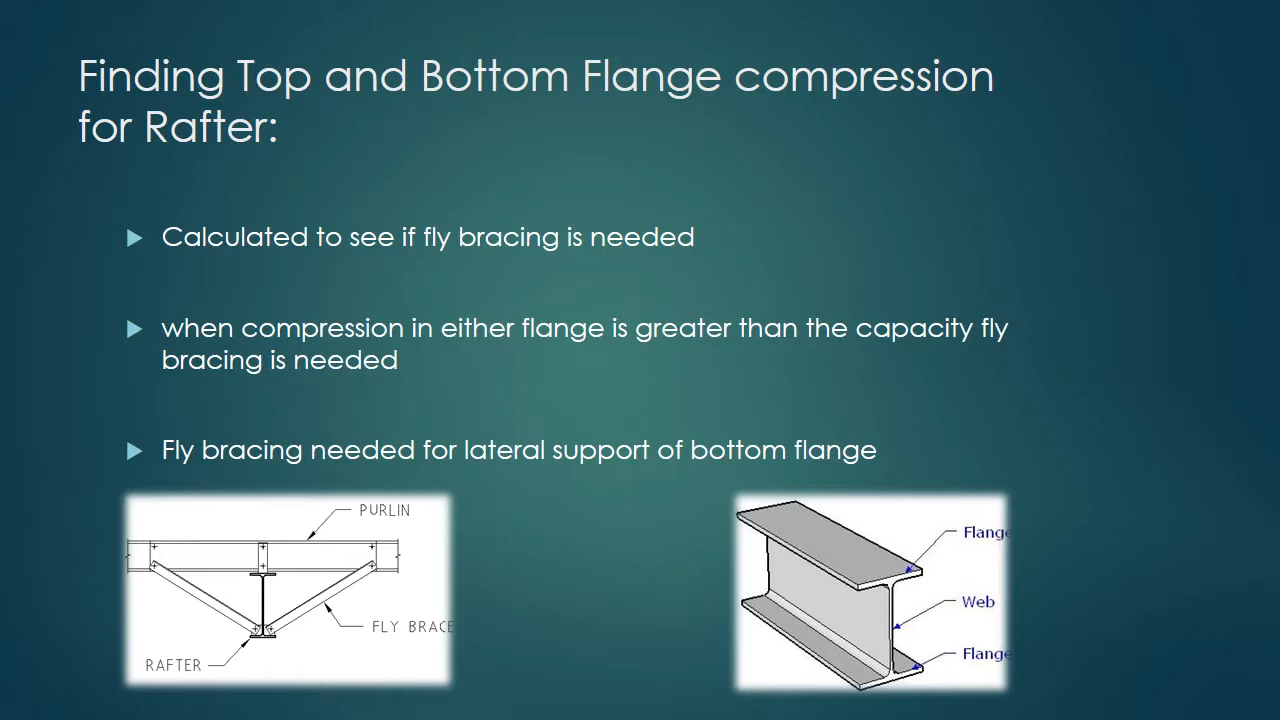 Finding Top and Bottom Flange compression
for Rafter:
Calculated to see if fly bracing is needed
when compression in either flange is greater than the capacity fly
bracing is needed
Fly bracing needed for lateral support of bottom flange
PURLIN
FLY BRACE
RAFTER
Flange
Web
Flange